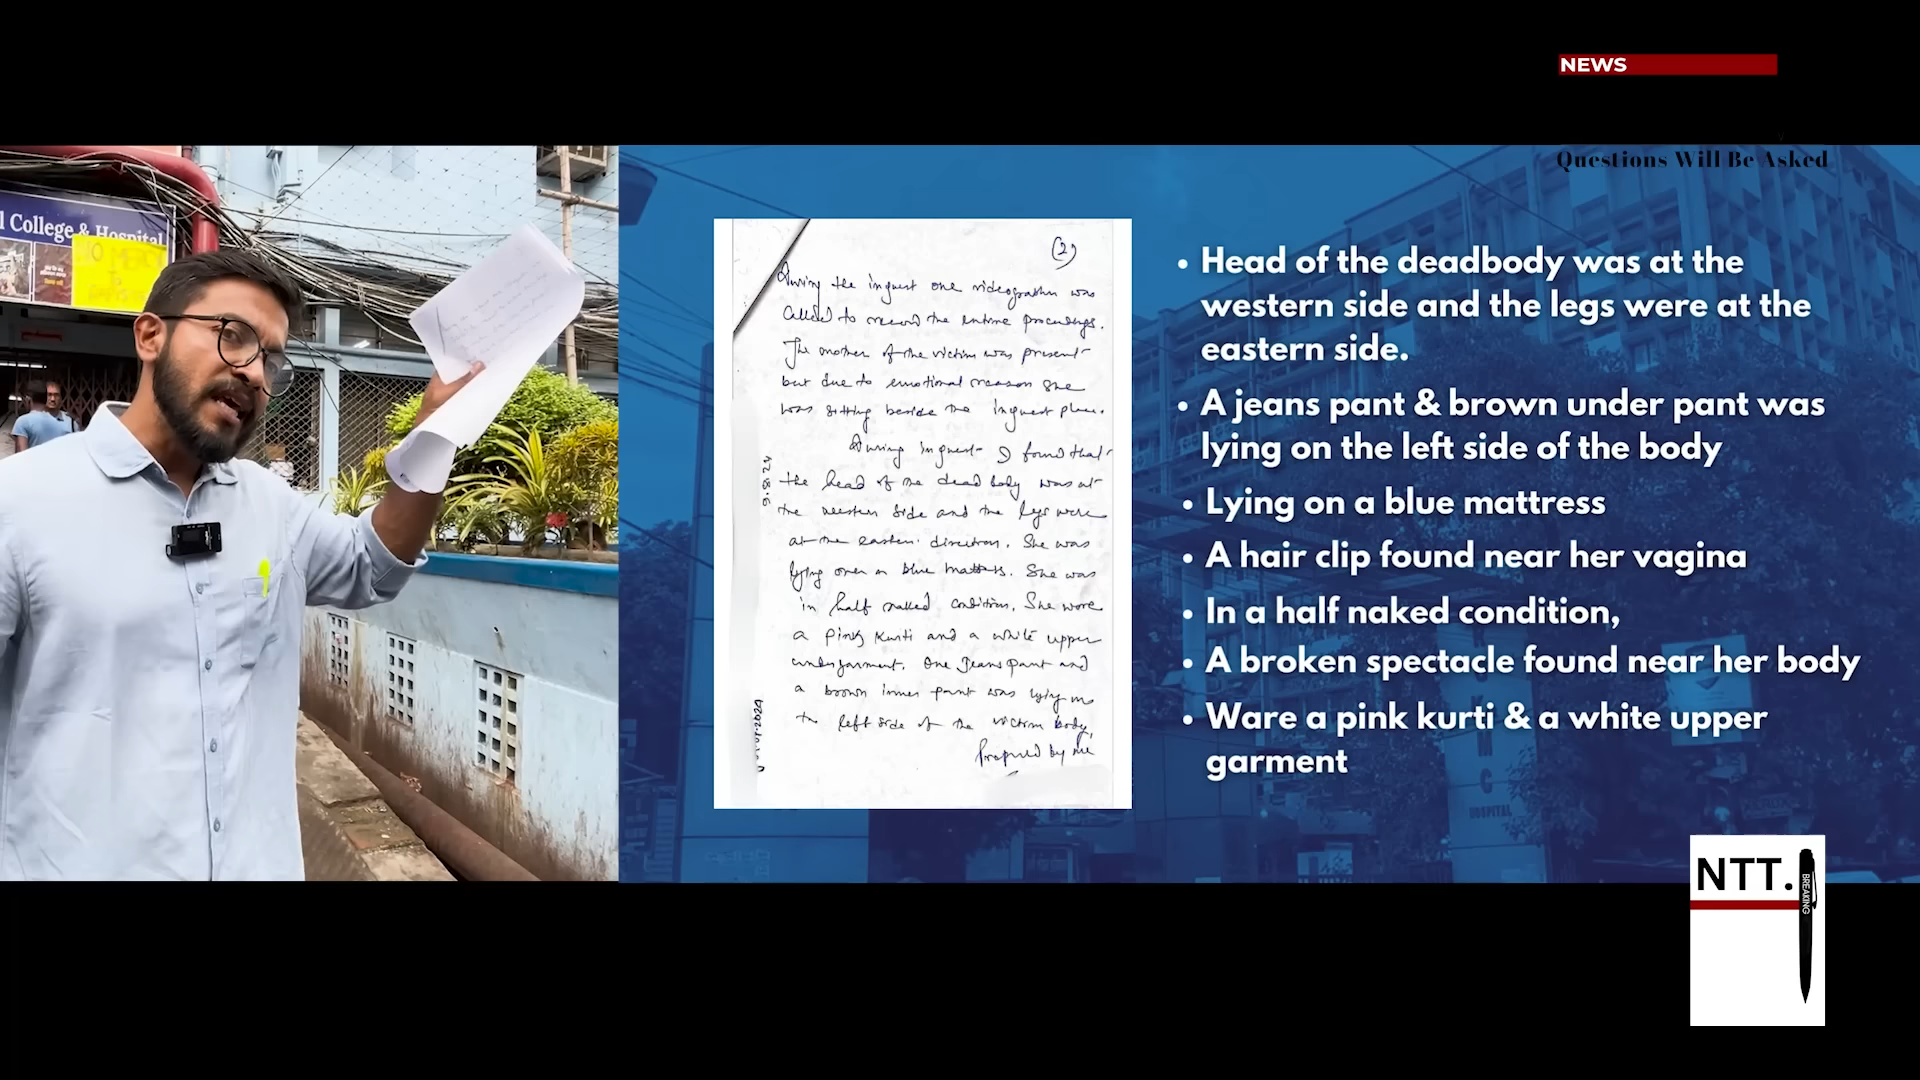 NEWS
Questions Will Be Asked
l College & Hospital
NO MERCY
TO
(2)
During the inquest one videographer was
Called to record the entire proceedings.
The mother of the victim was present
but due to emotional reason she
was sitting beside the inquest place.
During inquest I found that
the head of the dead body was at
the western side and the legs were
at the eastern direction. She was
lying over a blue mattress. She was
in half naked condition. She wore
a Pink Kurti and a white upper
undergarment. One Jeans pant and
a brown inner pant was lying in
the left side of the victim body,
Prepared by me
9.8.24
• Head of the deadbody was at the
western side and the legs were at the
eastern side.
• A jeans pant & brown under pant was
lying on the left side of the body
• Lying on a blue mattress
• A hair clip found near her vagina
• In a half naked condition,
• A broken spectacle found near her body
• Ware a pink kurti & a white upper
garment
HOSPITAL
NTT.
BREAKING